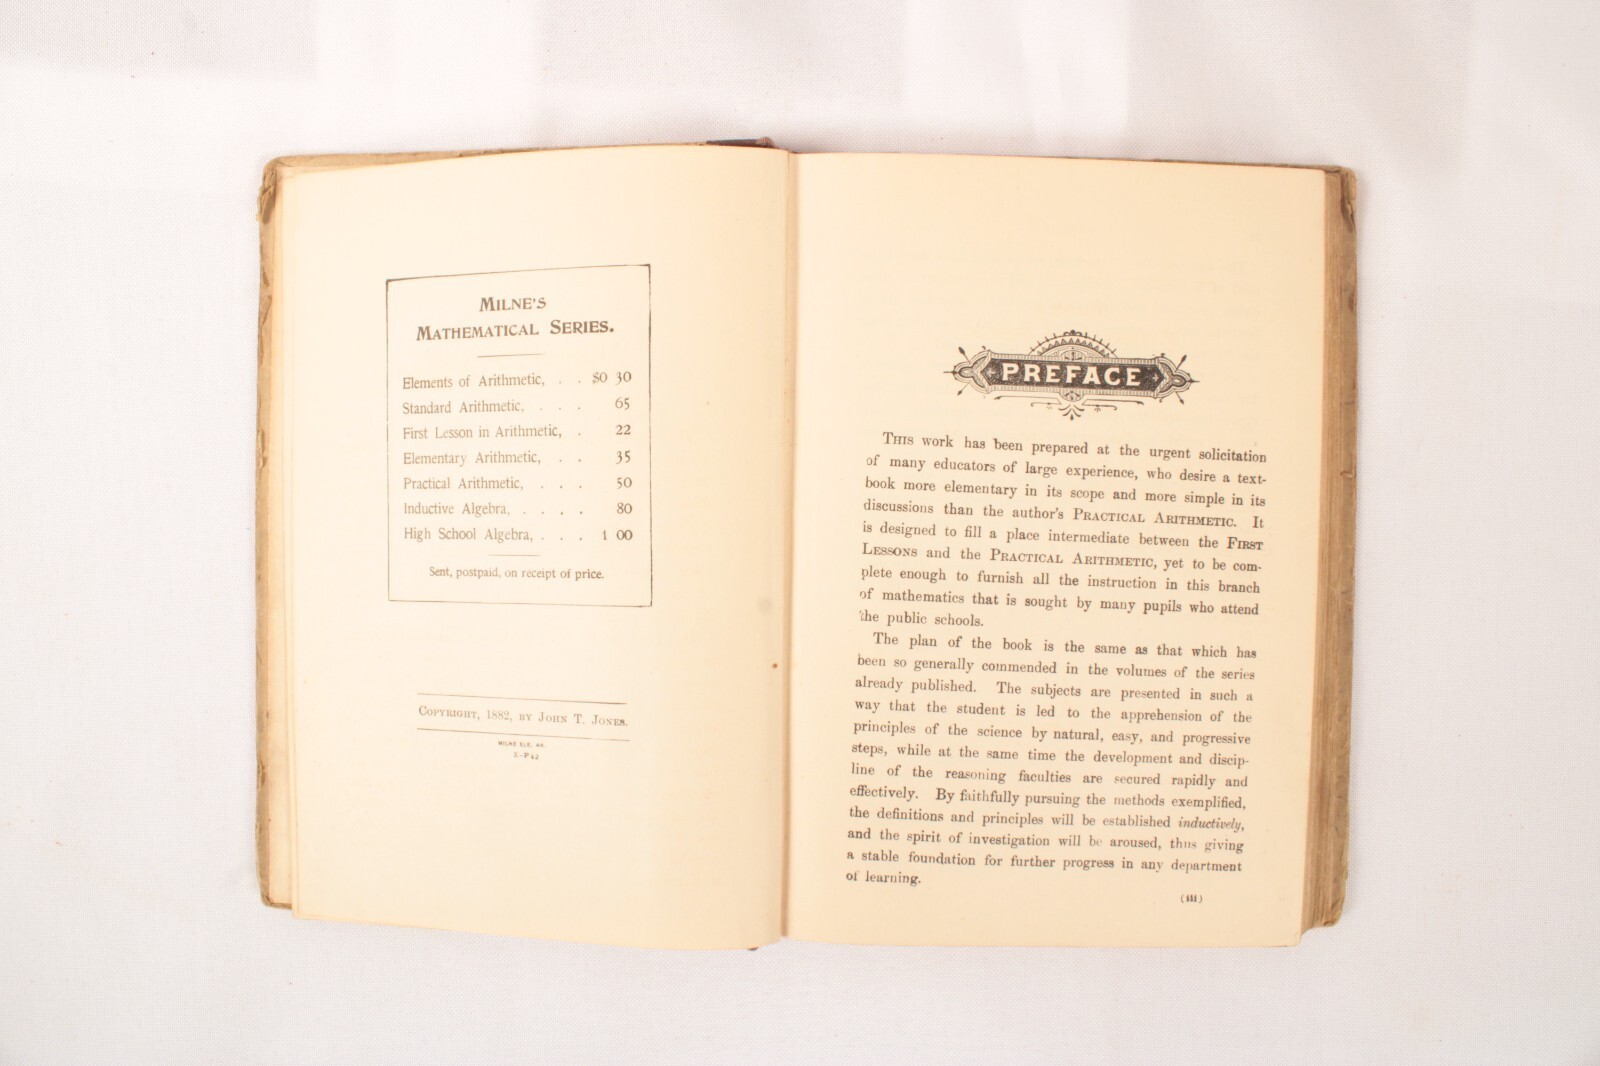 MILNE'S
MATHEMATICAL SERIES.
Elements of Arithmetic, . . $0 30
Standard Arithmetic, . . . 65
First Lesson in Arithmetic, . 22
Elementary Arithmetic, . . 35
Practical Arithmetic, . . . 50
Inductive Algebra, . . . . 80
High School Algebra, . . . 1 00
Sent, postpaid, on receipt of price.
COPYRIGHT, 1882, BY JOHN T. JONES.
MILNE ELE. AR.
X.-P 42
PREFACE
THIS work has been prepared at the urgent solicitation
of many educators of large experience, who desire a text-
book more elementary in its scope and more simple in its
discussions than the author's PRACTICAL ARITHMETIC. It
is designed to fill a place intermediate between the FIRST
LESSONS and the PRACTICAL ARITHMETIC, yet to be com-
plete enough to furnish all the instruction in this branch
of mathematics that is sought by many pupils who attend
the public schools.
The plan of the book is the same as that which has
been so generally commended in the volumes of the series
already published. The subjects are presented in such a
way that the student is led to the apprehension of the
principles of the science by natural, easy, and progressive
steps, while at the same time the development and discip-
line of the reasoning faculties are secured rapidly and
effectively. By faithfully pursuing the methods exemplified,
the definitions and principles will be established inductively,
and the spirit of investigation will be aroused, thus giving
a stable foundation for further progress in any department
of learning.
(iii)